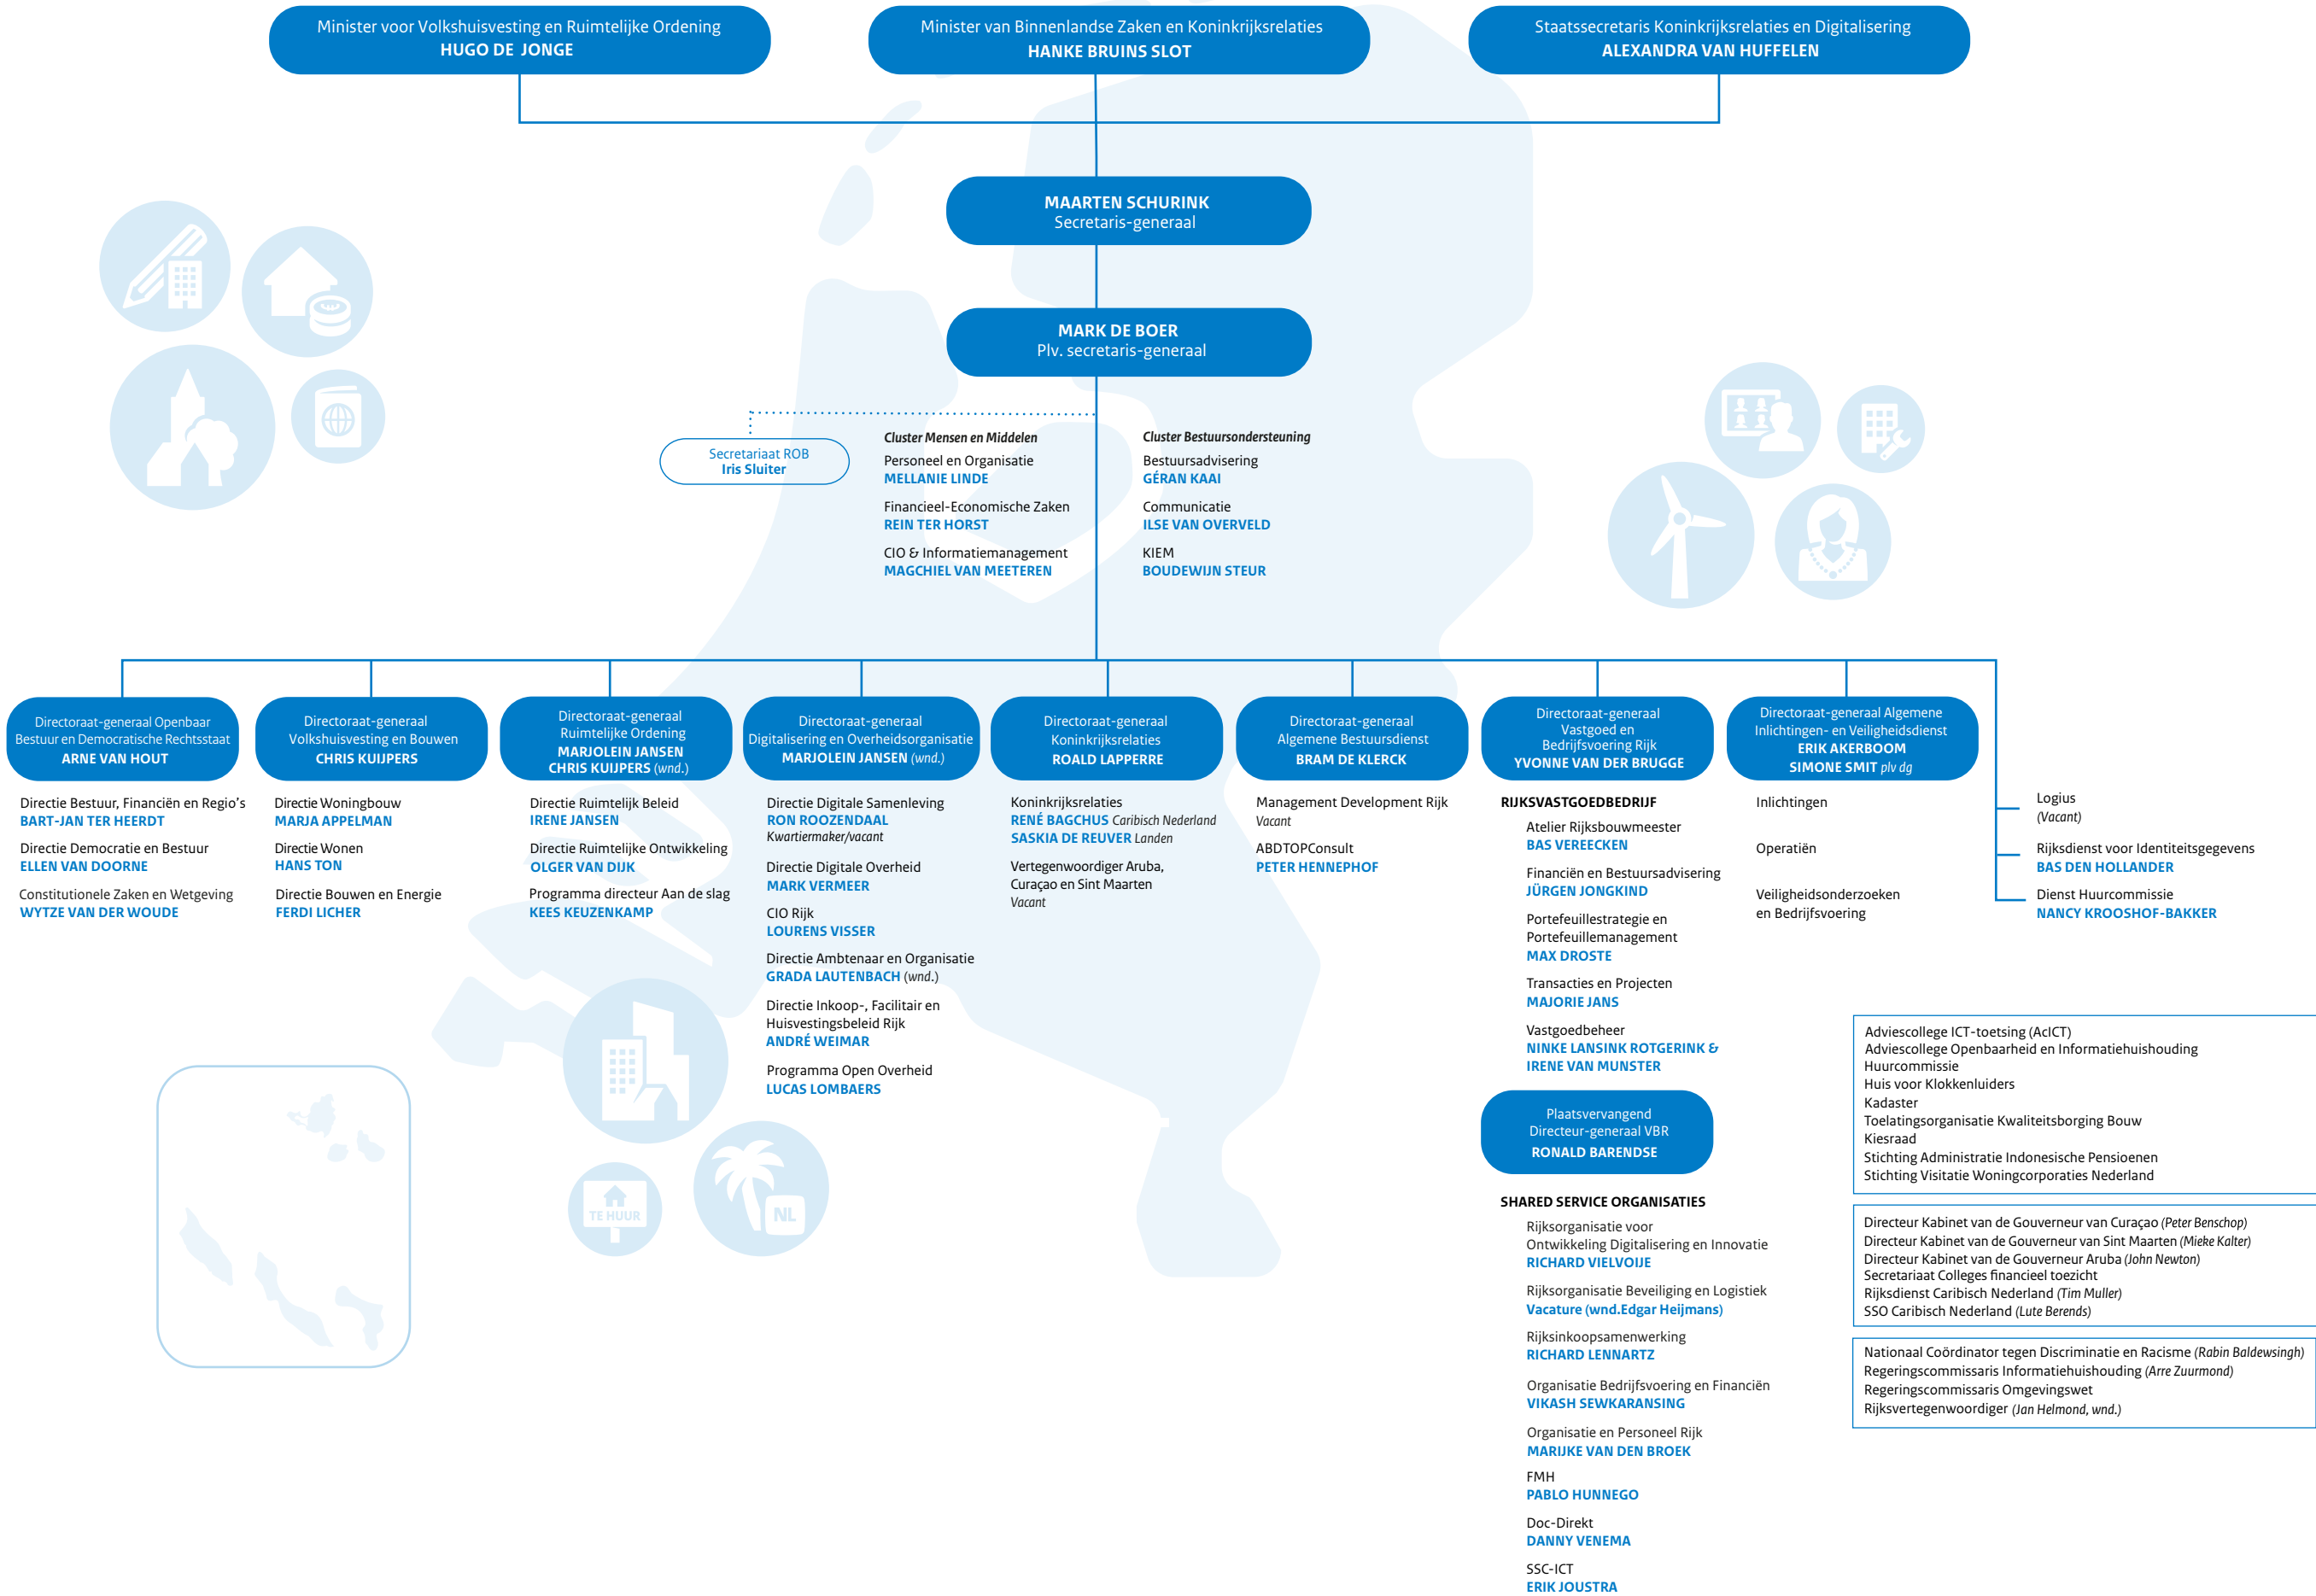 Minister voor Volkshuisvesting en Ruimtelijke Ordening
HUGO DE JONGE
Minister van Binnenlandse Zaken en Koninkrijksrelaties
HANKE BRUINS SLOT
Staatssecretaris Koninkrijksrelaties en Digitalisering
ALEXANDRA VAN HUFFELEN
MAARTEN SCHURINK
Secretaris-generaal
MARK DE BOER
Plv. secretaris-generaal
Secretariaat ROB
Iris Sluiter
Cluster Mensen en Middelen
Personeel en Organisatie
MELLANIE LINDE
Financieel-Economische Zaken
REIN TER HORST
CIO & Informatiemanagement
MAGCHIEL VAN MEETEREN
Cluster Bestuursondersteuning
Bestuursadvisering
GÉRAN KAAI
Communicatie
ILSE VAN OVERVELD
KIEM
BOUDEWIJN STEUR
Directoraat-generaal Openbaar
Bestuur en Democratische Rechtsstaat
ARNE VAN HOUT
Directie Bestuur, Financiën en Regio's
BART-JAN TER HEERDT
Directie Democratie en Bestuur
ELLEN VAN DOORNE
Constitutionele Zaken en Wetgeving
WYTZE VAN DER WOUDE
Directoraat-generaal
Volkshuisvesting en Bouwen
CHRIS KUIJPERS
Directie Woningbouw
MARJA APPELMAN
Directie Wonen
HANS TON
Directie Bouwen en Energie
FERDI LICHER
Directoraat-generaal
Ruimtelijke Ordening
MARJOLEIN JANSEN
CHRIS KUIJPERS (wnd.)
Directie Ruimtelijk Beleid
IRENE JANSEN
Directie Ruimtelijke Ontwikkeling
OLGER VAN DIJK
Programma directeur Aan de slag
KEES KEUZENKAMP
Directoraat-generaal
Digitalisering en Overheidsorganisatie
MARJOLEIN JANSEN (wnd.)
Directie Digitale Samenleving
RON ROOZENDAAL
Kwartiermaker/vacant
Directie Digitale Overheid
MARK VERMEER
CIO Rijk
LOURENS VISSER
Directie Ambtenaar en Organisatie
GRADA LAUTENBACH (wnd.)
Directie Inkoop-, Facilitair en
Huisvestingsbeleid Rijk
ANDRÉ WEIMAR
Programma Open Overheid
LUCAS LOMBAERS
Directoraat-generaal
Koninkrijksrelaties
ROALD LAPPERRE
Koninkrijksrelaties
RENÉ BAGCHUS Caribisch Nederland
SASKIA DE REUVER Landen
Vertegenwoordiger Aruba,
Curaçao en Sint Maarten
Vacant
Directoraat-generaal
Algemene Bestuursdienst
BRAM DE KLERCK
Management Development Rijk
Vacant
ABDTOPConsult
PETER HENNEPHOF
Directoraat-generaal
Vastgoed en
Bedrijfsvoering Rijk
YVONNE VAN DER BRUGGE
RIJKSVASTGOEDBEDRIJF
Atelier Rijksbouwmeester
BAS VEREECKEN
Financiën en Bestuursadvisering
JÜRGEN JONGKIND
Portefeuillestrategie en
Portefeuillemanagement
MAX DROSTE
Transacties en Projecten
MAJORIE JANS
Vastgoedbeheer
NINKE LANSINK ROTGERINK &
IRENE VAN MUNSTER
Plaatsvervangend
Directeur-generaal VBR
RONALD BARENDSE
SHARED SERVICE ORGANISATIES
Rijksorganisatie voor
Ontwikkeling Digitalisering en Innovatie
RICHARD VIELVOIJE
Rijksorganisatie Beveiliging en Logistiek
Vacature (wnd.Edgar Heijmans)
Rijksinkoopsamenwerking
RICHARD LENNARTZ
Organisatie Bedrijfsvoering en Financiën
VIKASH SEWKARANSING
Organisatie en Personeel Rijk
MARIJKE VAN DEN BROEK
FMH
PABLO HUNNEGO
Doc-Direkt
DANNY VENEMA
SSC-ICT
ERIK JOUSTRA
Directoraat-generaal Algemene
Inlichtingen- en Veiligheidsdienst
ERIK AKERBOOM
SIMONE SMIT plv dg
Inlichtingen
Operatiën
Veiligheidsonderzoeken
en Bedrijfsvoering
Logius
(Vacant)
Rijksdienst voor Identiteitsgegevens
BAS DEN HOLLANDER
Dienst Huurcommissie
NANCY KROOSHOF-BAKKER
Adviescollege ICT-toetsing (AcICT)
Adviescollege Openbaarheid en Informatiehuishouding
Huurcommissie
Huis voor Klokkenluiders
Kadaster
Toelatingsorganisatie Kwaliteitsborging Bouw
Kiesraad
Stichting Administratie Indonesische Pensioenen
Stichting Visitatie Woningcorporaties Nederland
Directeur Kabinet van de Gouverneur van Curaçao (Peter Benschop)
Directeur Kabinet van de Gouverneur van Sint Maarten (Mieke Kalter)
Directeur Kabinet van de Gouverneur Aruba (John Newton)
Secretariaat Colleges financieel toezicht
Rijksdienst Caribisch Nederland (Tim Muller)
SSO Caribisch Nederland (Lute Berends)
Nationaal Coördinator tegen Discriminatie en Racisme (Rabin Baldewsingh)
Regeringscommissaris Informatiehuishouding (Arre Zuurmond)
Regeringscommissaris Omgevingswet
Rijksvertegenwoordiger (Jan Helmond, wnd.)
TE HUUR
NL